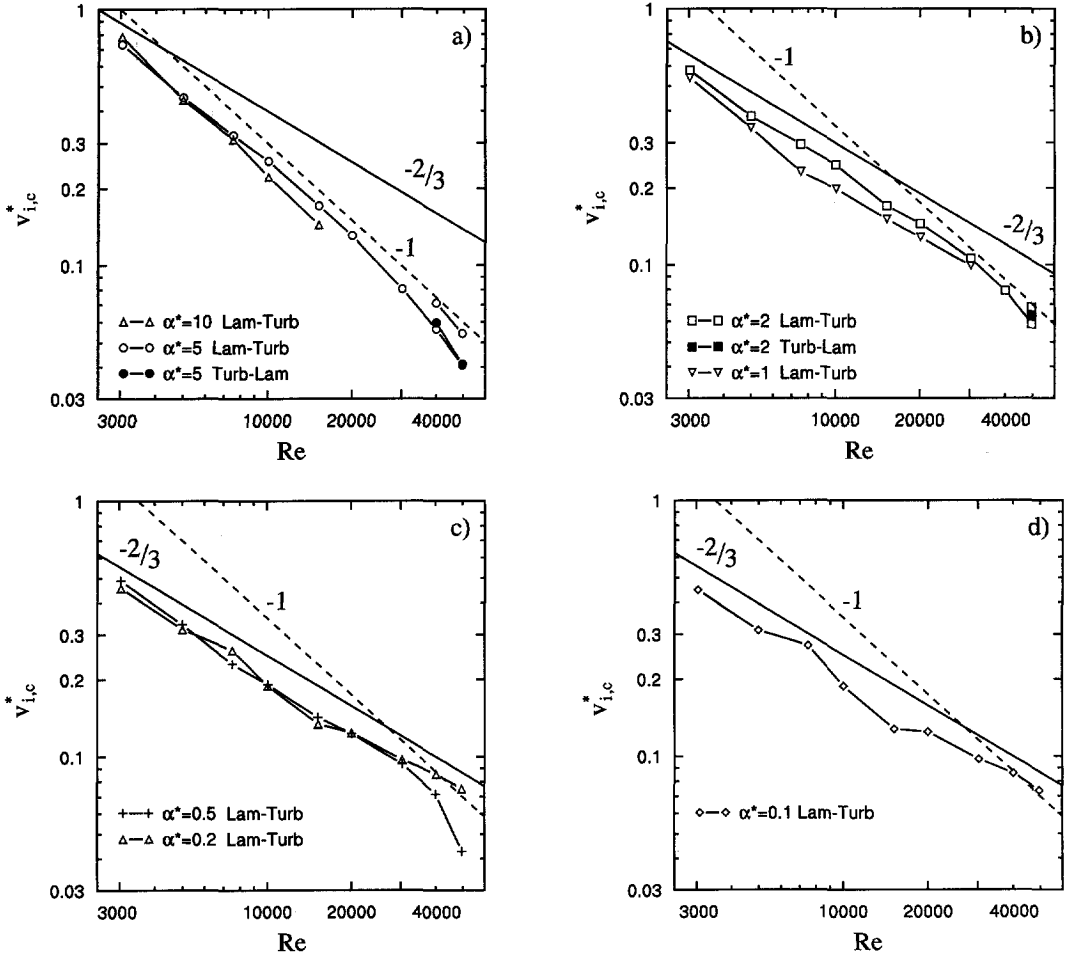 a)
1
0.3
0.2
0.1
0.03
v*i,c
-2/3
-1
α*=10 Lam-Turb
α*=5 Lam-Turb
α*=5 Turb-Lam
3000
10000
20000
40000
Re
b)
1
0.3
0.2
0.1
0.03
v*i,c
-1
-2/3
α*=2 Lam-Turb
α*=2 Turb-Lam
α*=1 Lam-Turb
3000
10000
20000
40000
Re
c)
1
0.3
0.2
0.1
0.03
v*i,c
-2/3
-1
α*=0.5 Lam-Turb
α*=0.2 Lam-Turb
3000
10000
20000
40000
Re
d)
1
0.3
0.2
0.1
0.03
v*i,c
-2/3
-1
α*=0.1 Lam-Turb
3000
10000
20000
40000
Re